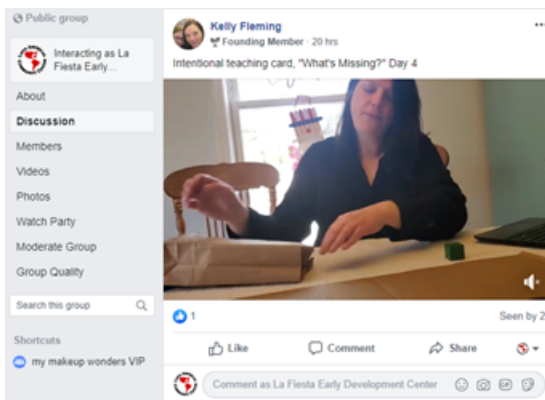 Public group
Interacting as La
Fiesta Early...
About
Discussion
Members
Videos
Photos
Watch Party
Moderate Group
Group Quality
Search this group
Shortcuts
my makeup wonders VIP
Kelly Fleming
Founding Member · 20 hrs
Intentional teaching card, "What's Missing?" Day 4
1
Seen by 2
Like
Comment
Share
Comment as La Fiesta Early Development Center
GIF